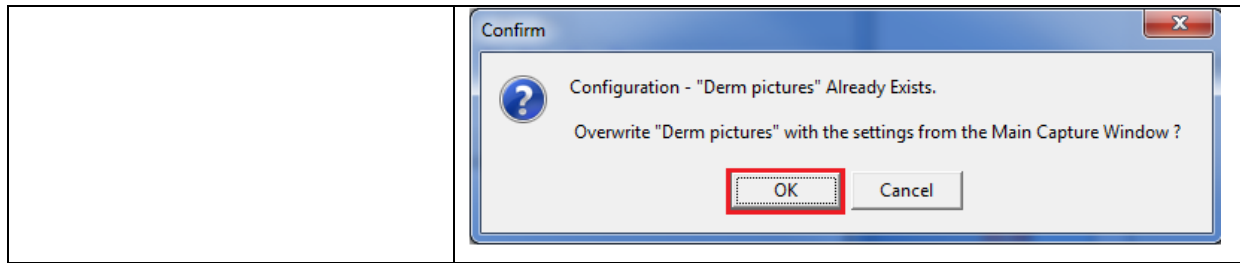 Confirm
X
?
Configuration - "Derm pictures" Already Exists.
Overwrite "Derm pictures" with the settings from the Main Capture Window ?
OK Cancel